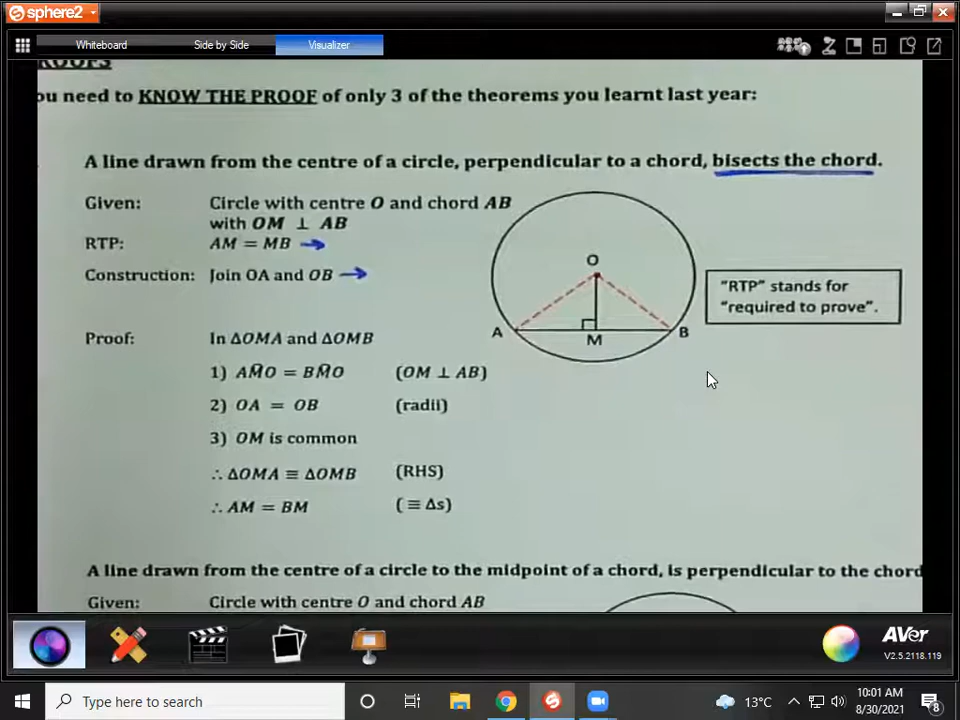 sphere2
Whiteboard Side by Side Visualizer
ROOFS
ou need to KNOW THE PROOF of only 3 of the theorems you learnt last year:
A line drawn from the centre of a circle, perpendicular to a chord, bisects the chord.
Given: Circle with centre O and chord AB
with OM ⊥ AB
RTP: AM = MB →
Construction: Join OA and OB →
O
A
M
B
"RTP" stands for
"required to prove".
Proof: In ΔOMA and ΔOMB
1) AM̂O = BM̂O (OM ⊥ AB)
2) OA = OB (radii)
3) OM is common
∴ ΔOMA ≡ ΔOMB (RHS)
∴ AM = BM ( ≡ Δs)
A line drawn from the centre of a circle to the midpoint of a chord, is perpendicular to the chord
Given: Circle with centre O and chord AB
AVer
V2.5.2118.119
Type here to search
13°C
10:01 AM
8/30/2021
8